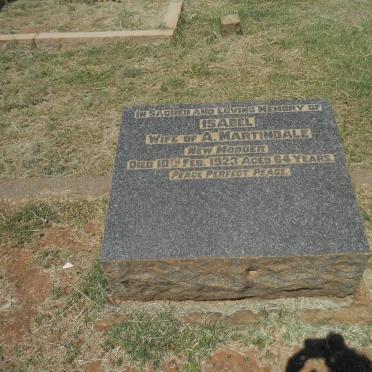 IN SACRED AND LOVING MEMORY OF
ISABEL
WIFE OF A. MARTINDALE
NEW MODDER
DIED 10TH FEB. 1923 AGED 64 YEARS.
PEACE PERFECT PEACE.